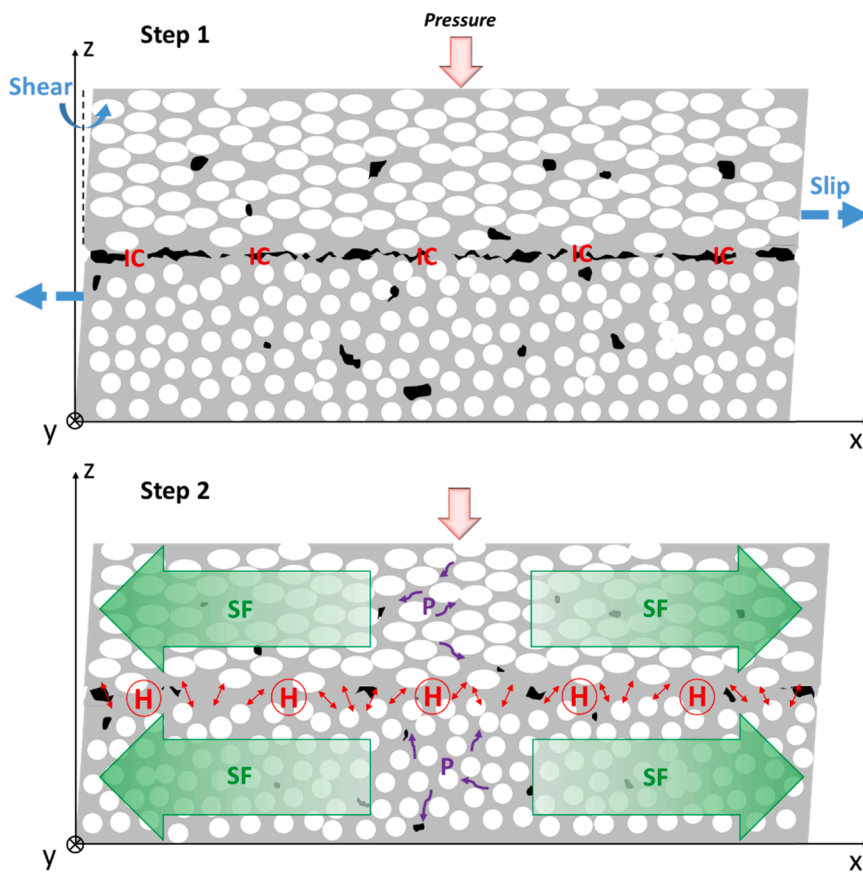 Pressure
Step 1
z
Shear
Slip
IC IC IC IC IC
y
x
z
Step 2
SF P SF
H H H H H
SF P SF
y
x